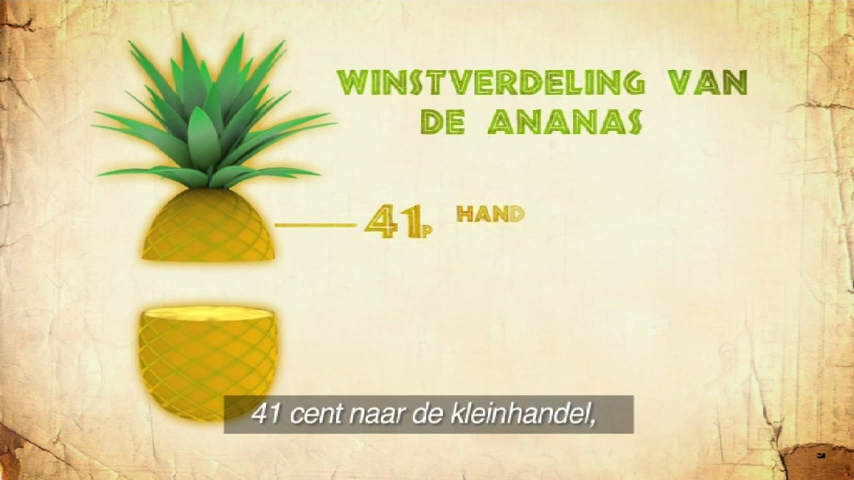 WINSTVERDELING VAN
DE ANANAS
41P HAND
41 cent naar de kleinhandel,